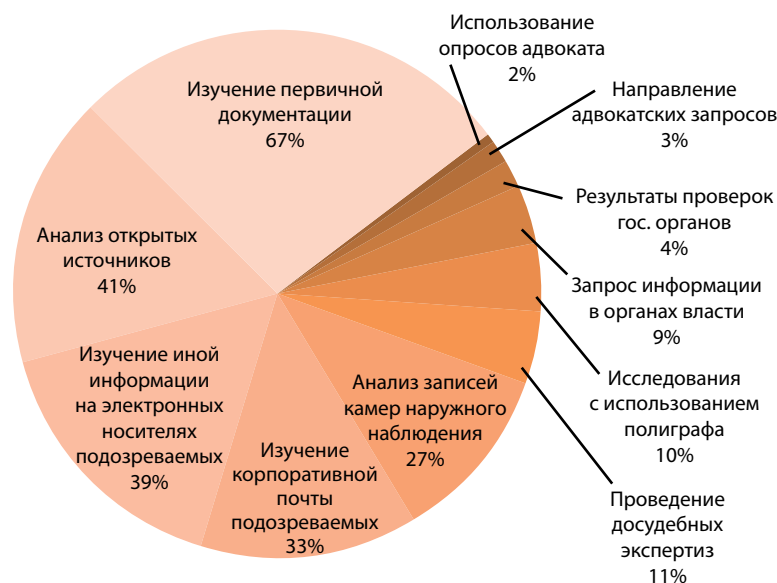 Использование
опросов адвоката
2%
Направление
адвокатских запросов
3%
Результаты проверок
гос. органов
4%
Запрос информации
в органах власти
9%
Исследования
с использованием
полиграфа
10%
Проведение
досудебных
экспертиз
11%
Анализ записей
камер наружного
наблюдения
27%
Изучение
корпоративной
почты
подозреваемых
33%
Изучение иной
информации
на электронных
носителях
подозреваемых
39%
Анализ открытых
источников
41%
Изучение первичной
документации
67%